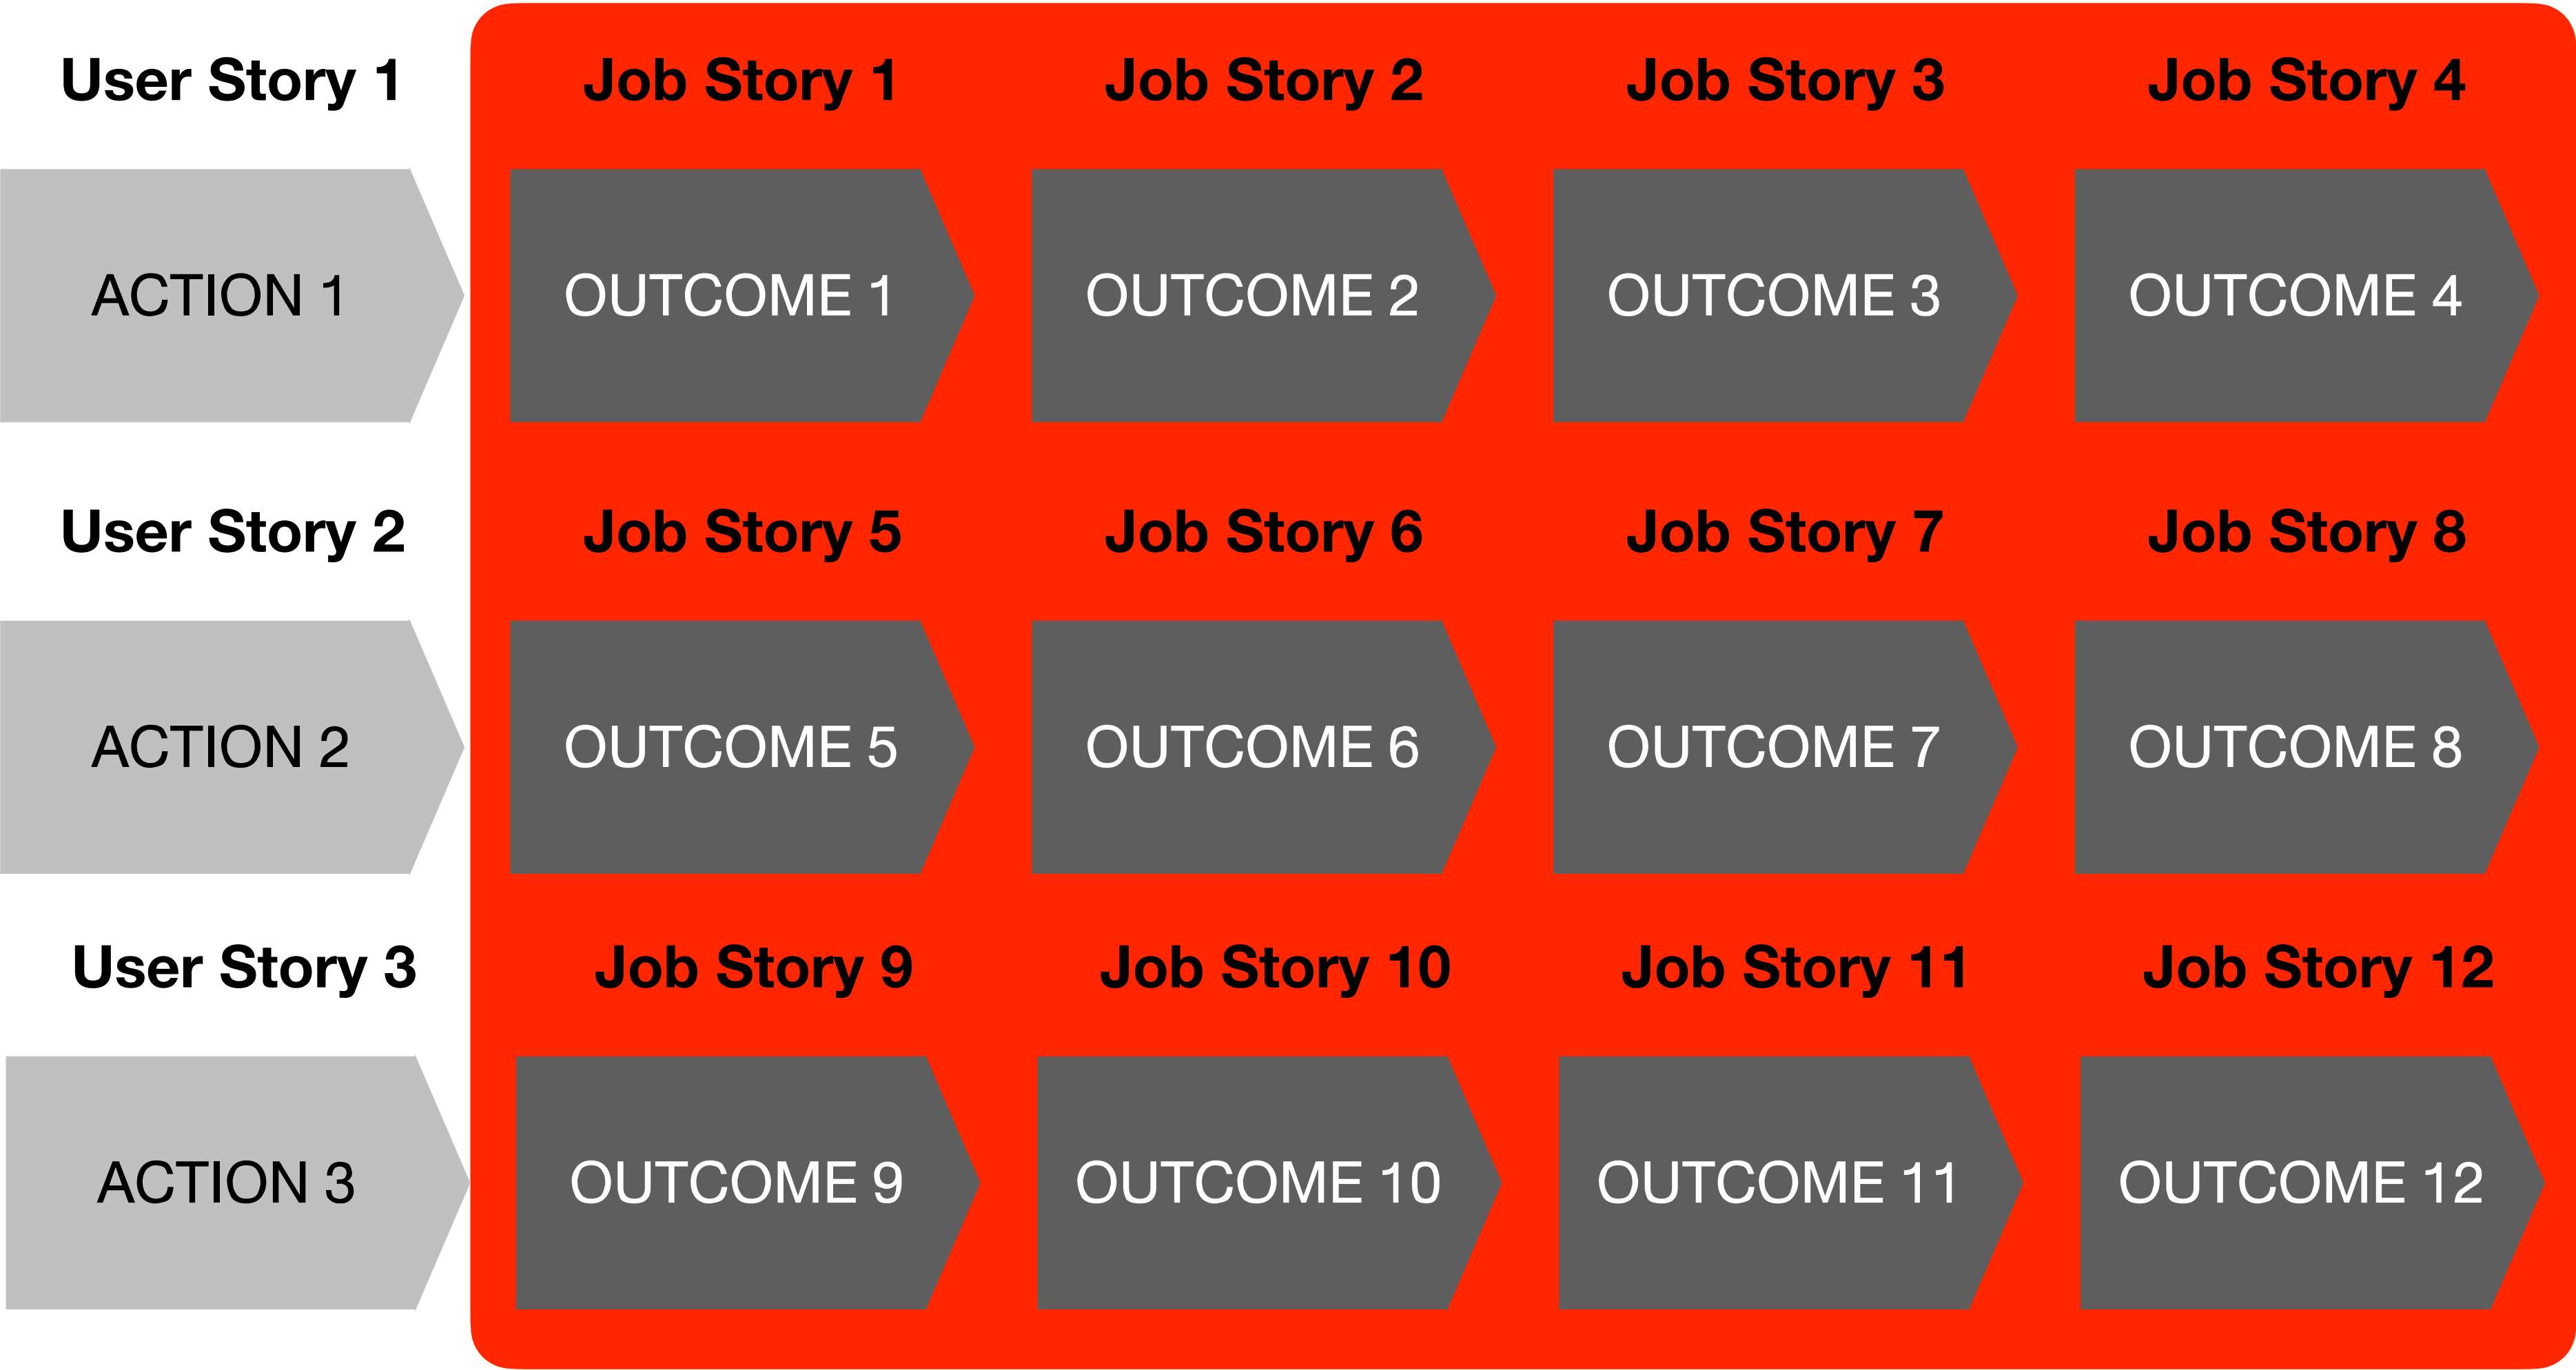 User Story 1 Job Story 1 Job Story 2 Job Story 3 Job Story 4
ACTION 1 OUTCOME 1 OUTCOME 2 OUTCOME 3 OUTCOME 4
User Story 2 Job Story 5 Job Story 6 Job Story 7 Job Story 8
ACTION 2 OUTCOME 5 OUTCOME 6 OUTCOME 7 OUTCOME 8
User Story 3 Job Story 9 Job Story 10 Job Story 11 Job Story 12
ACTION 3 OUTCOME 9 OUTCOME 10 OUTCOME 11 OUTCOME 12